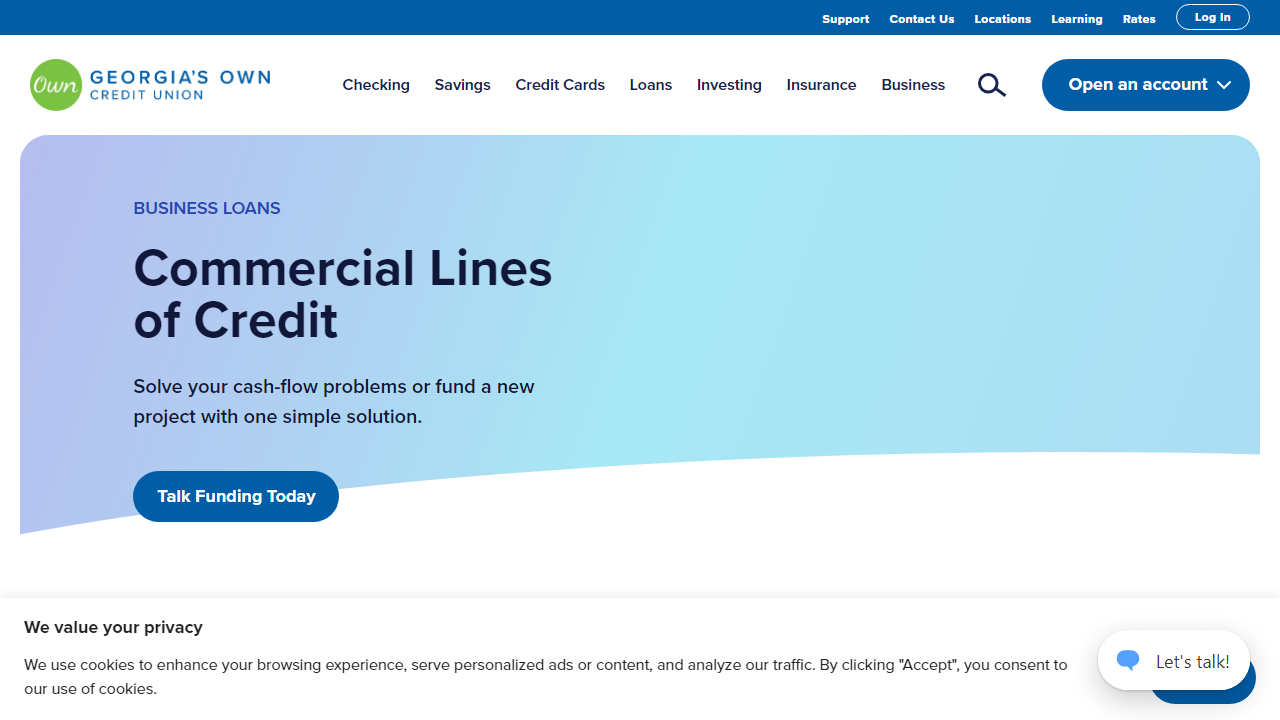 Support Contact Us Locations Learning Rates Log In
Own GEORGIA'S OWN
CREDIT UNION
Checking Savings Credit Cards Loans Investing Insurance Business Open an account
BUSINESS LOANS
Commercial Lines
of Credit
Solve your cash-flow problems or fund a new
project with one simple solution.
Talk Funding Today
We value your privacy
We use cookies to enhance your browsing experience, serve personalized ads or content, and analyze our traffic. By clicking "Accept", you consent to
our use of cookies.
Let's talk!